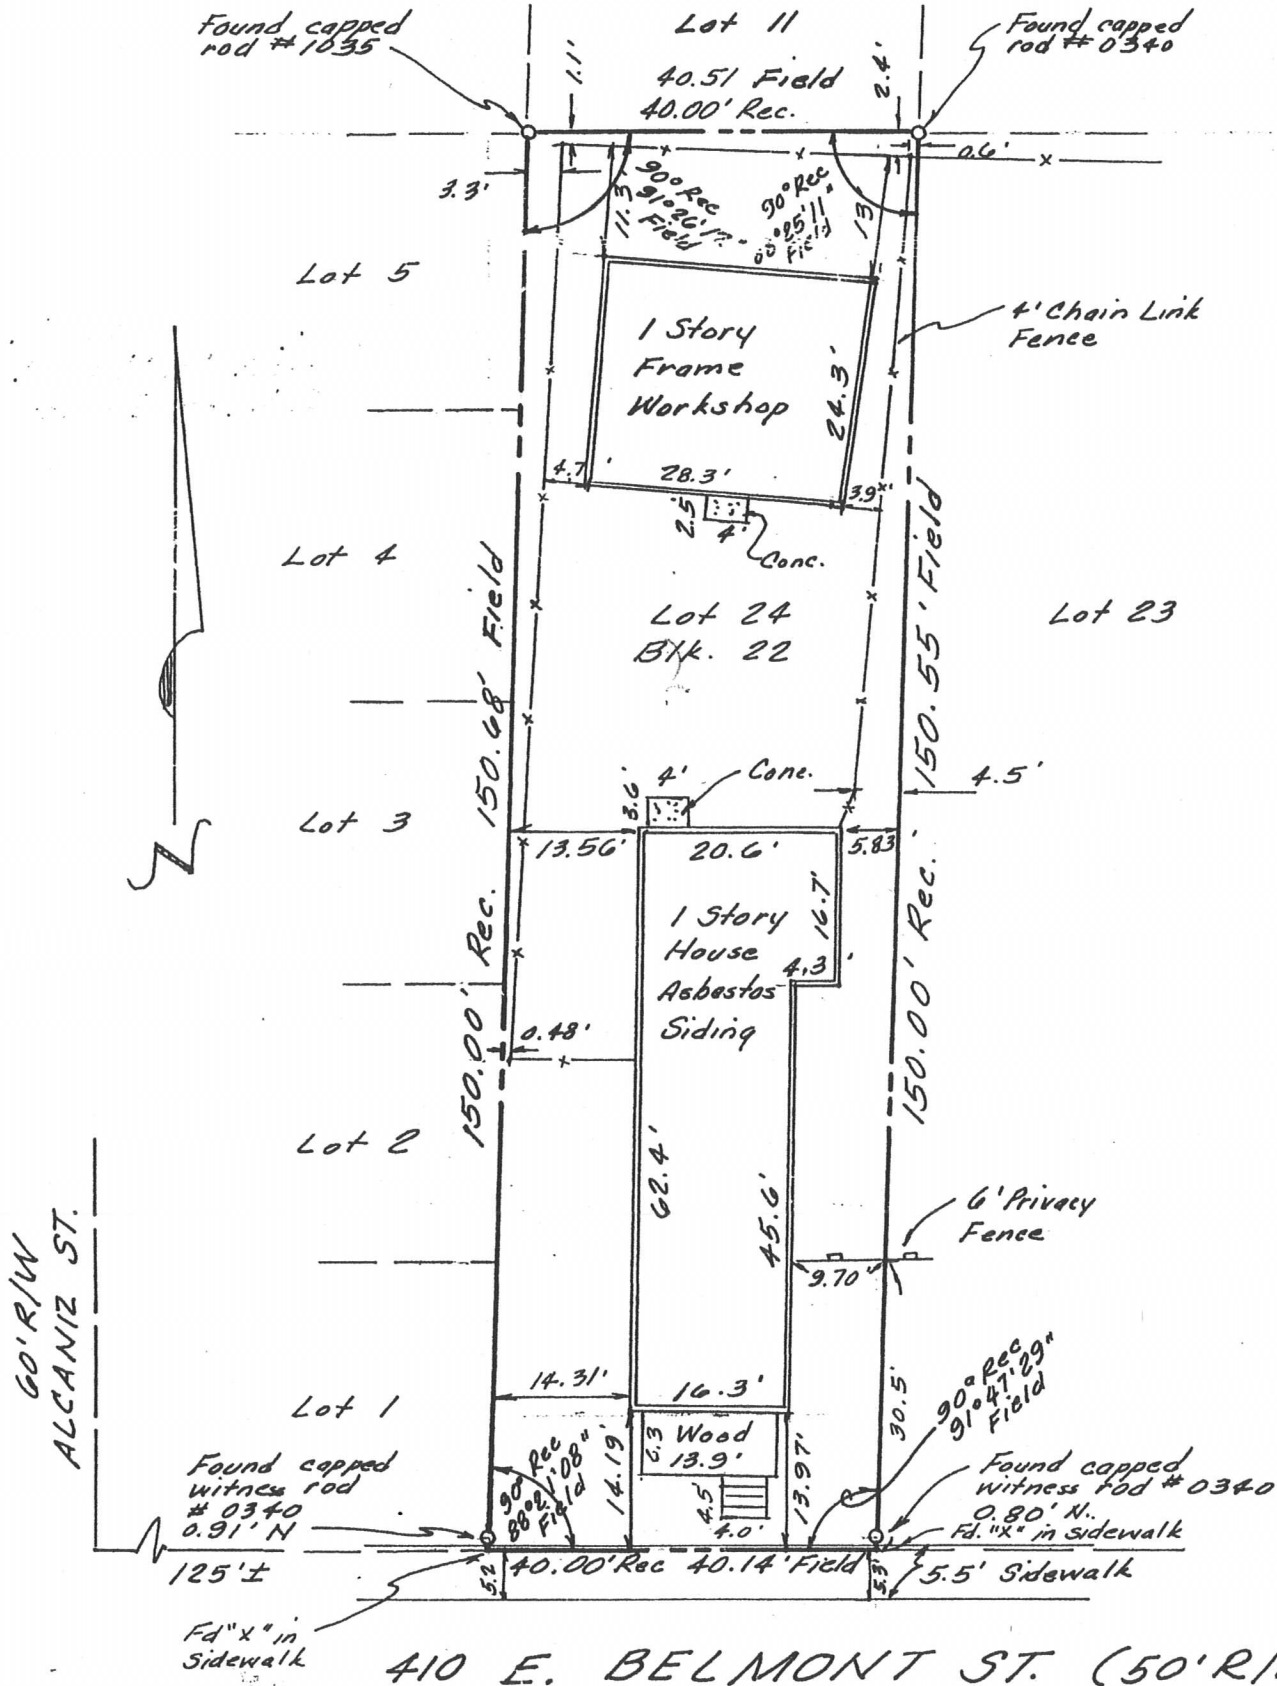 Found capped
rod # 1035
Lot 11
Found capped
rod # 0340
1.1'
40.51 Field
40.00' Rec.
2.4'
3.3'
11.3'
90° Rec
91°26'17"
Field
90° Rec
25'11"
Field
13'
0.6'
Lot 5
1 Story
Frame
Workshop
24.3'
4' Chain Link
Fence
4.7'
28.3'
3.9'
2.5'
4'
Conc.
Lot 4
Lot 24
Blk. 22
Lot 23
150.68' Field
150.55' Field
4.5'
3.6'
4'
Conc.
Lot 3
13.56'
20.6'
5.83'
1 Story
House
Asbestos
Siding
16.7'
4.3'
150.00' Rec.
150.00' Rec.
0.48'
Lot 2
62.4'
45.6'
6' Privacy
Fence
9.70'
60' R/W
ALCANIZ ST.
Lot 1
14.31'
16.3'
30.5'
90° Rec
91°47'29"
Field
Wood
13.9'
6.3
14.19'
13.97'
4.5'
4.0'
90° Rec
88°21'08"
Field
Found capped
witness rod
# 0340
0.91' N
Found capped
witness rod # 0340
0.80' N.
Fd. "X" in sidewalk
125'±
5.2'
40.00' Rec 40.14' Field
5.3'
5.5' Sidewalk
Fd "X" in
Sidewalk
410 E. BELMONT ST. (50' R/